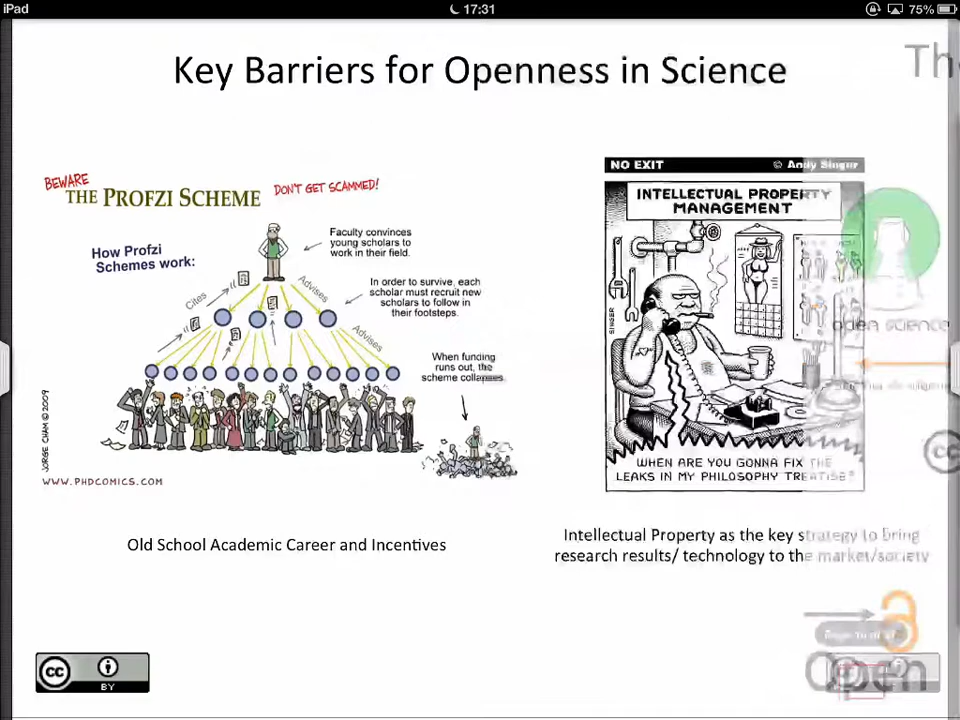 iPad
17:31
75%
Key Barriers for Openness in Science
BEWARE
THE PROFZI SCHEME
DON'T GET SCAMMED!
How Profzi
Schemes work:
Faculty convinces
young scholars to
work in their field.
In order to survive, each
scholar must recruit new
scholars to follow in
their footsteps.
Cites
Advises
Advises
When funding
runs out, the
scheme collapses.
JORGE CHAM © 2009
WWW.PHDCOMICS.COM
Old School Academic Career and Incentives
NO EXIT
© Andy Singer
INTELLECTUAL PROPERTY
MANAGEMENT
SINGER
WHEN ARE YOU GONNA FIX THE
LEAKS IN MY PHILOSOPHY TREATISE?
Intellectual Property as the key strategy to bring
research results/ technology to the market/society
open science
cc
BY
cc
Open